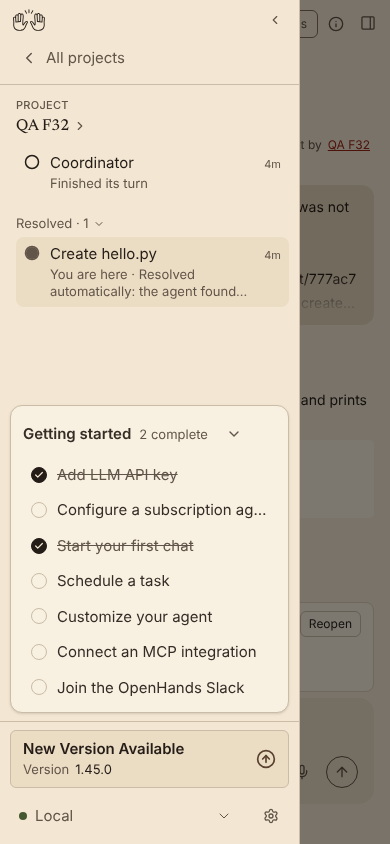 All projects
PROJECT
QA F32
Coordinator 4m
Finished its turn
Resolved · 1
Create hello.py 4m
You are here · Resolved
automatically: the agent found...
Getting started 2 complete
Add LLM API key
Configure a subscription ag...
Start your first chat
Schedule a task
Customize your agent
Connect an MCP integration
Join the OpenHands Slack
New Version Available
Version 1.45.0
Local
s
t by QA F32
was not
t/777ac7
create...
and prints
Reopen